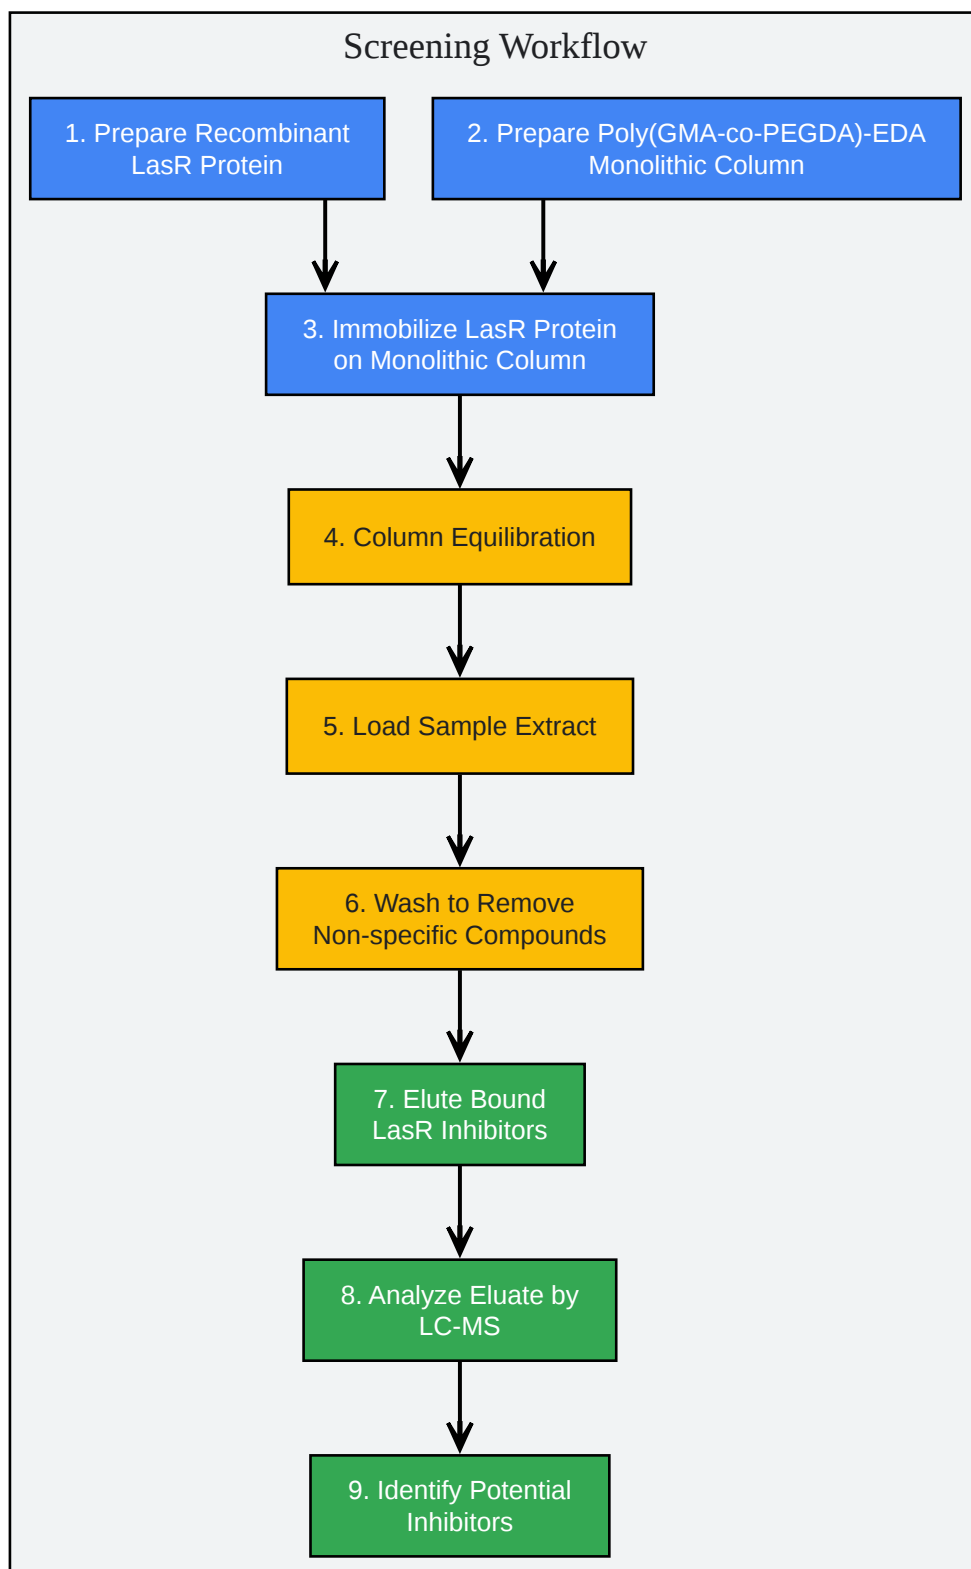 Screening Workflow
1. Prepare Recombinant
LasR Protein
2. Prepare Poly(GMA-co-PEGDA)-EDA
Monolithic Column
3. Immobilize LasR Protein
on Monolithic Column
4. Column Equilibration
5. Load Sample Extract
6. Wash to Remove
Non-specific Compounds
7. Elute Bound
LasR Inhibitors
8. Analyze Eluate by
LC-MS
9. Identify Potential
Inhibitors